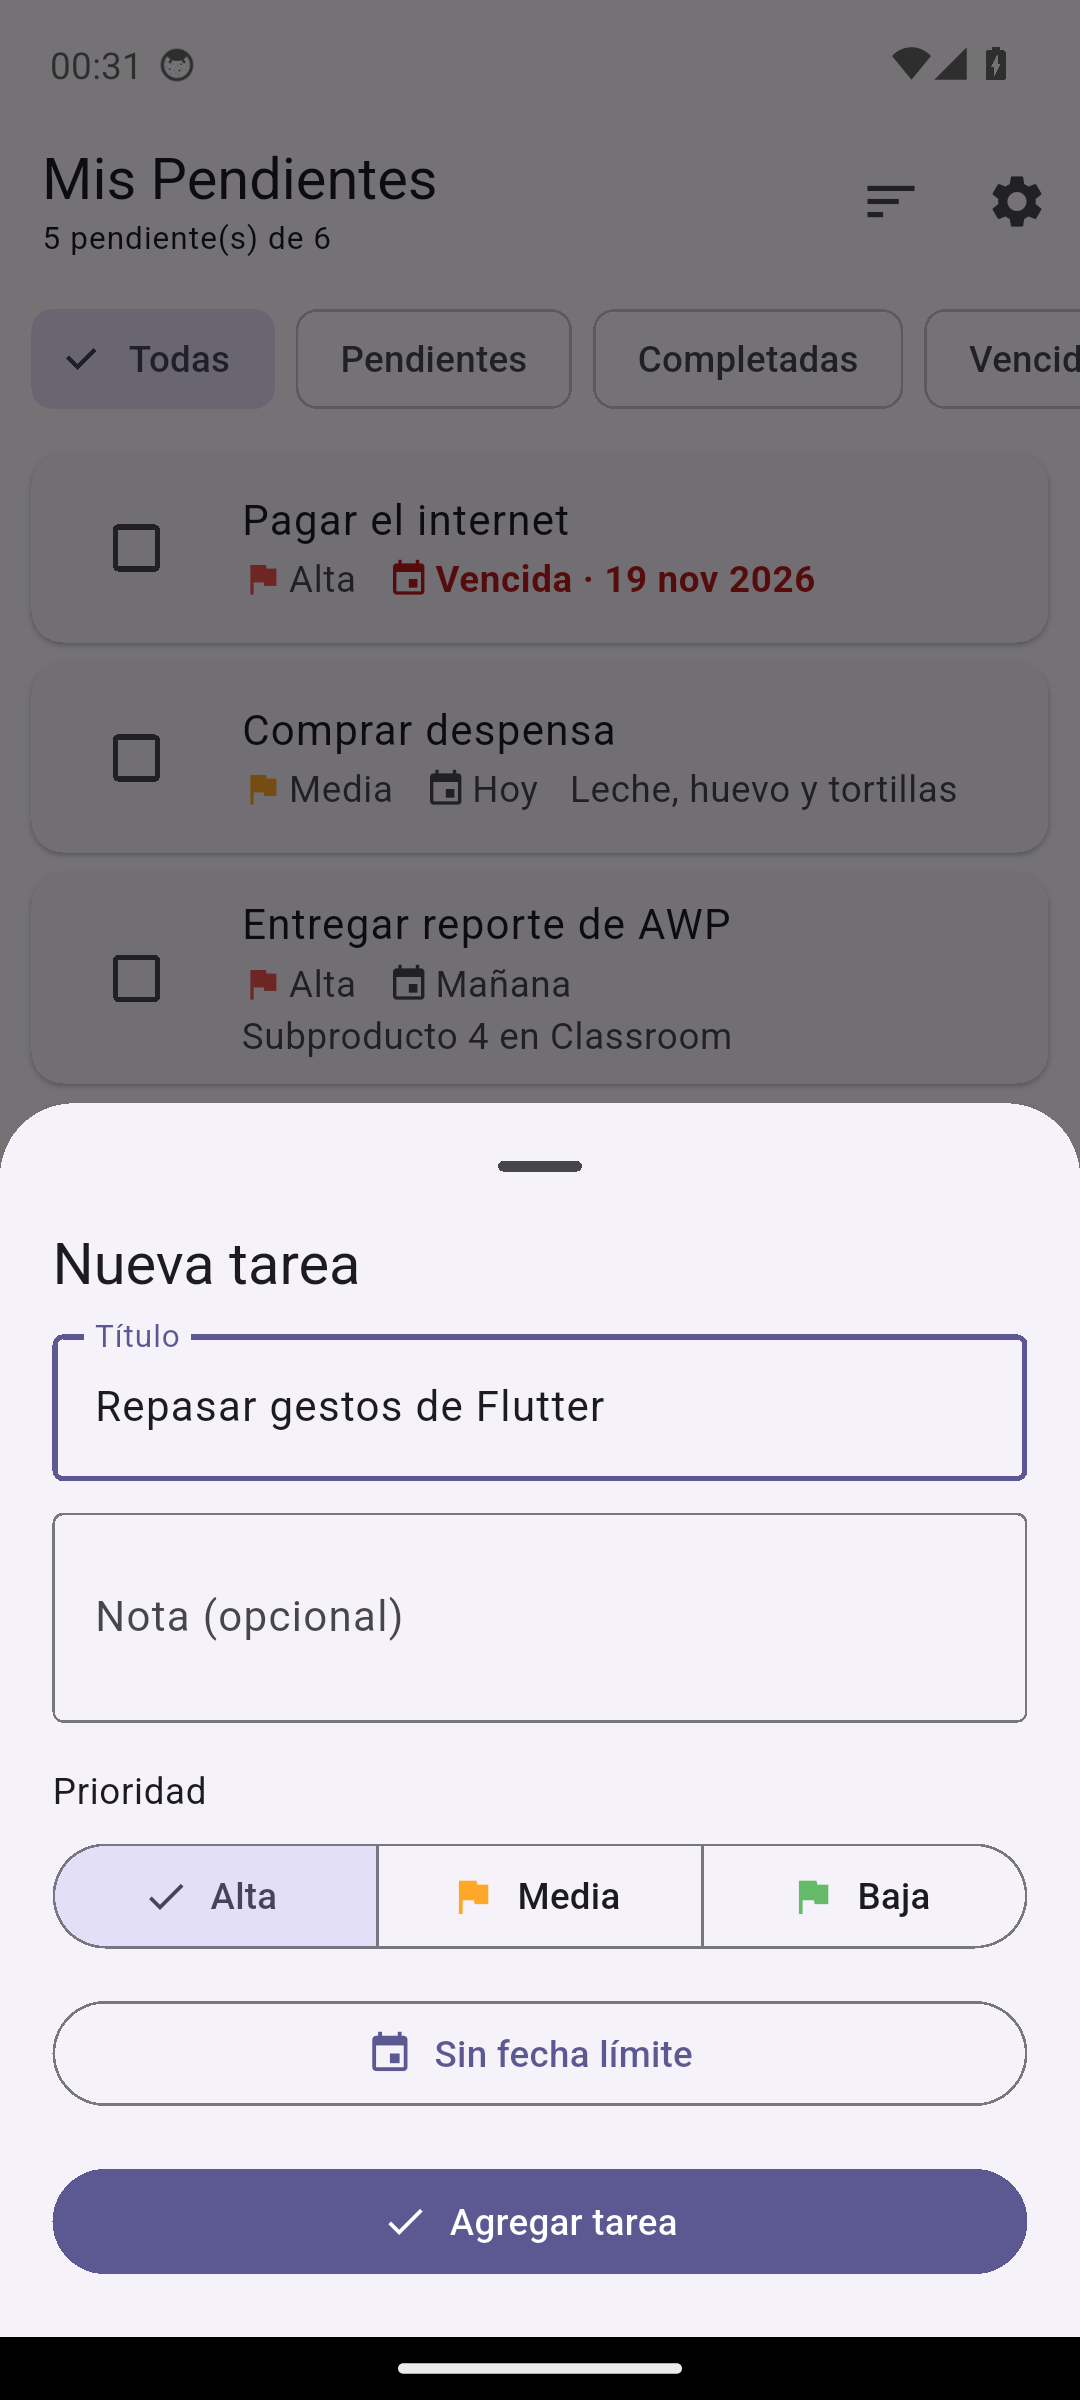 00:31
Mis Pendientes
5 pendiente(s) de 6
Todas
Pendientes
Completadas
Vencid
Pagar el internet
Alta Vencida · 19 nov 2026
Comprar despensa
Media Hoy Leche, huevo y tortillas
Entregar reporte de AWP
Alta Mañana
Subproducto 4 en Classroom
Nueva tarea
Título
Repasar gestos de Flutter
Nota (opcional)
Prioridad
Alta
Media
Baja
Sin fecha límite
Agregar tarea